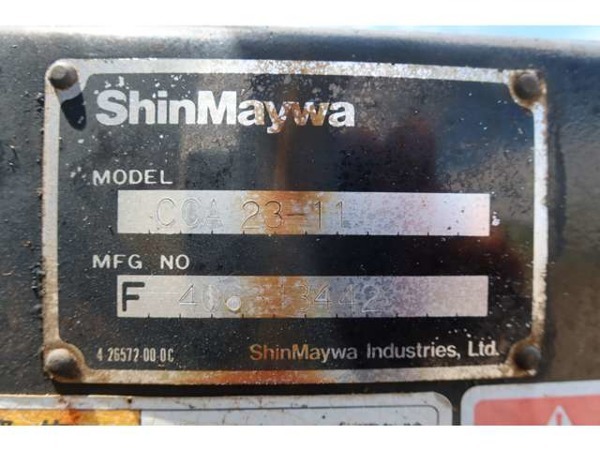 ShinMaywa
MODEL
CCA 23-11
MFG NO
F
4 26572-00-0C
ShinMaywa Industries, Ltd.